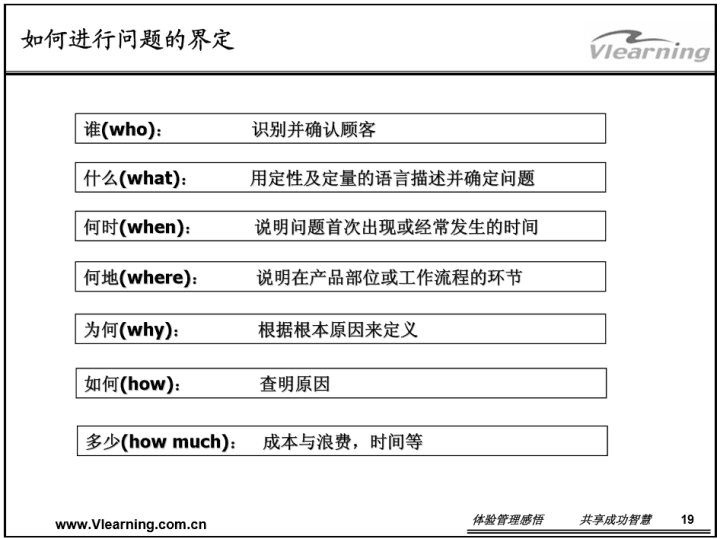 如何进行问题的界定
Vlearning
谁(who)： 识别并确认顾客
什么(what)： 用定性及定量的语言描述并确定问题
何时(when)： 说明问题首次出现或经常发生的时间
何地(where)： 说明在产品部位或工作流程的环节
为何(why)： 根据根本原因来定义
如何(how)： 查明原因
多少(how much)： 成本与浪费，时间等
www.Vlearning.com.cn 体验管理感悟 共享成功智慧 19